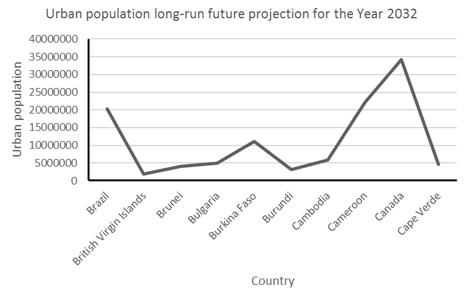 Urban population long-run future projection for the Year 2032
Urban population
40000000
35000000
30000000
25000000
20000000
15000000
10000000
5000000
0
Brazil
British Virgin Islands
Brunei
Bulgaria
Burkina Faso
Burundi
Cambodia
Cameroon
Canada
Cape Verde
Country